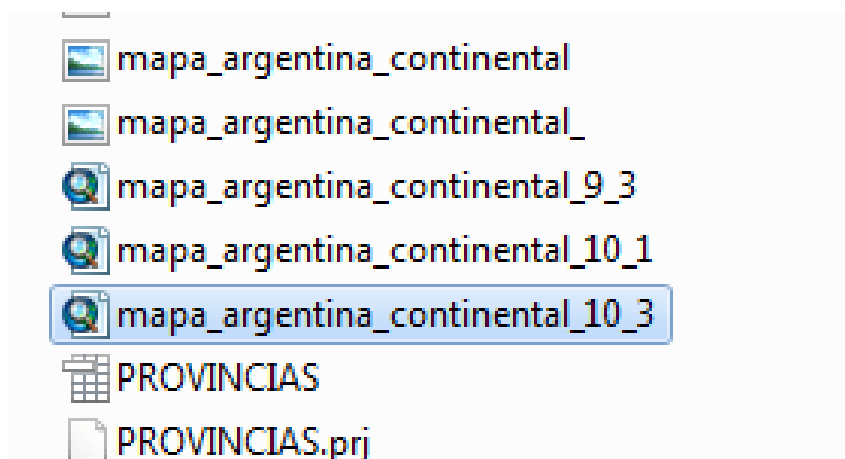 mapa_argentina_continental
mapa_argentina_continental_
mapa_argentina_continental_9_3
mapa_argentina_continental_10_1
mapa_argentina_continental_10_3
PROVINCIAS
PROVINCIAS.prj